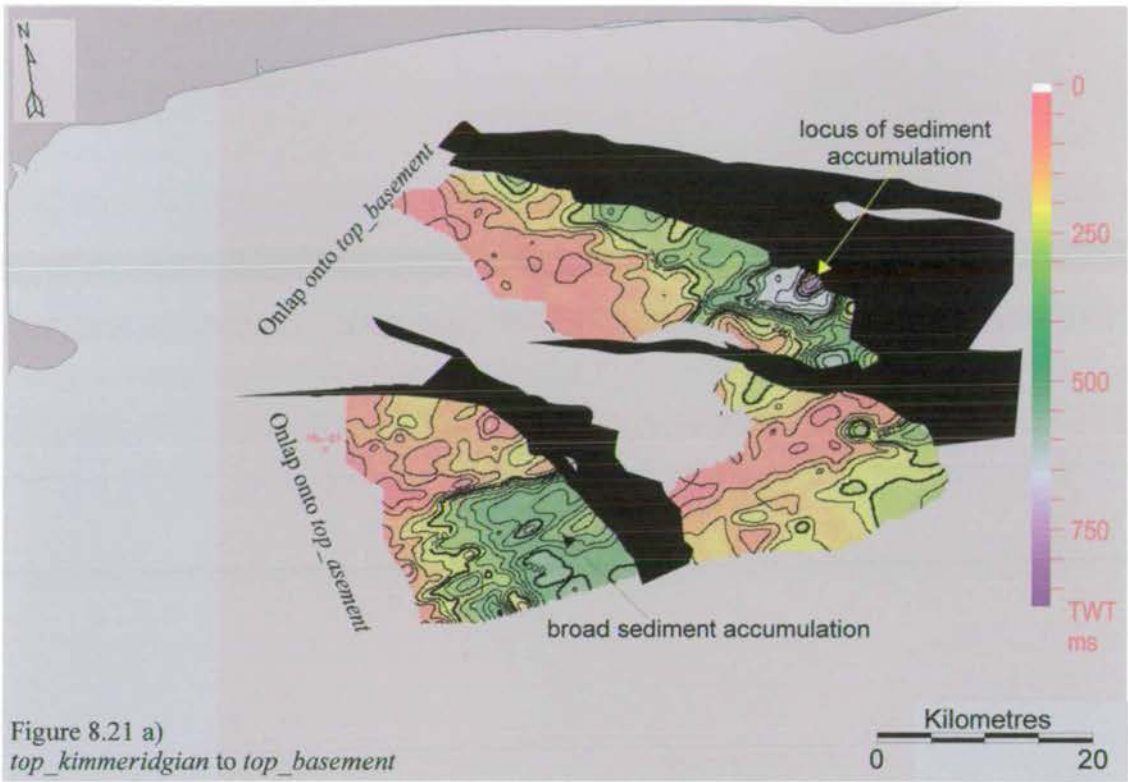 N
locus of sediment
accumulation
0
250
500
750
TWT
ms
Onlap onto top_basement
Onlap onto top_asement
broad sediment accumulation
Kilometres
0 20
Figure 8.21 a)
top_kimmeridgian to top_basement